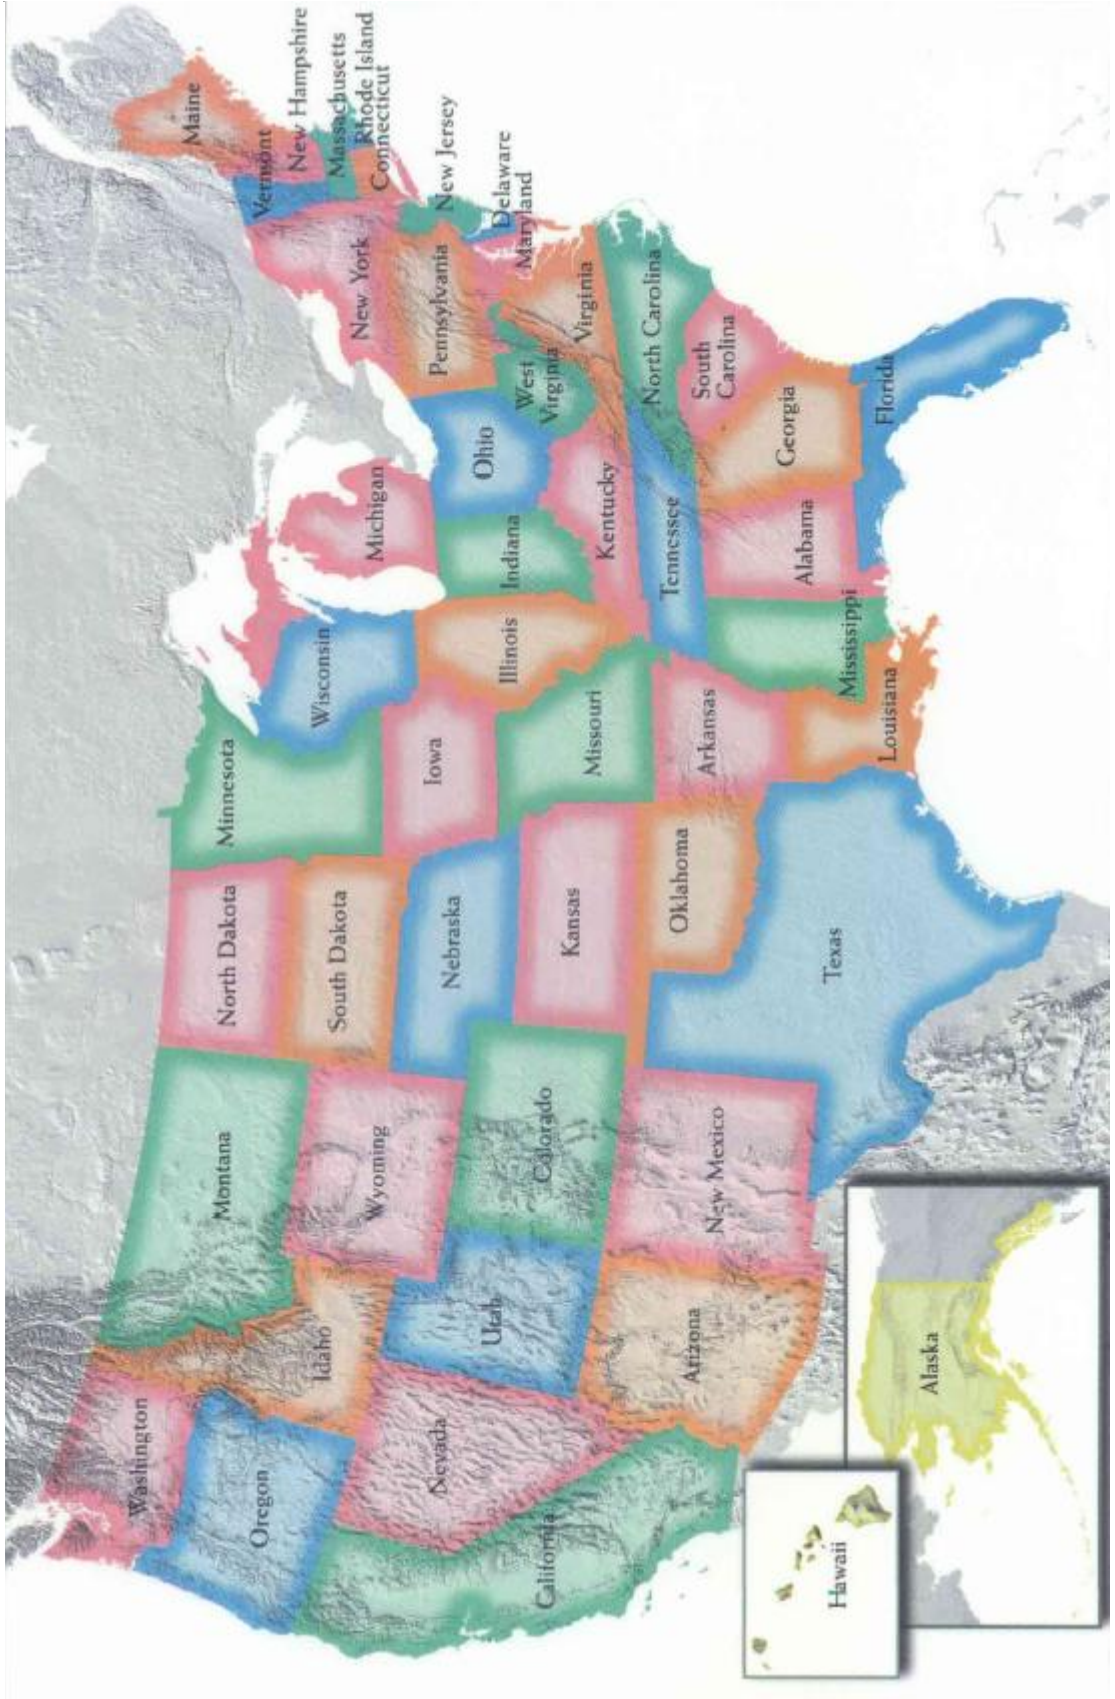 Washington
Oregon
California
Nevada
Idaho
Montana
Wyoming
Utah
Arizona
Colorado
New Mexico
North Dakota
South Dakota
Nebraska
Kansas
Oklahoma
Texas
Minnesota
Iowa
Missouri
Arkansas
Louisiana
Wisconsin
Illinois
Mississippi
Michigan
Indiana
Kentucky
Tennessee
Alabama
Ohio
West
Virginia
Georgia
Florida
South
Carolina
North Carolina
Virginia
Pennsylvania
New York
Maryland
Delaware
New Jersey
Connecticut
Rhode Island
Massachusetts
New Hampshire
Vermont
Maine
Alaska
Hawaii